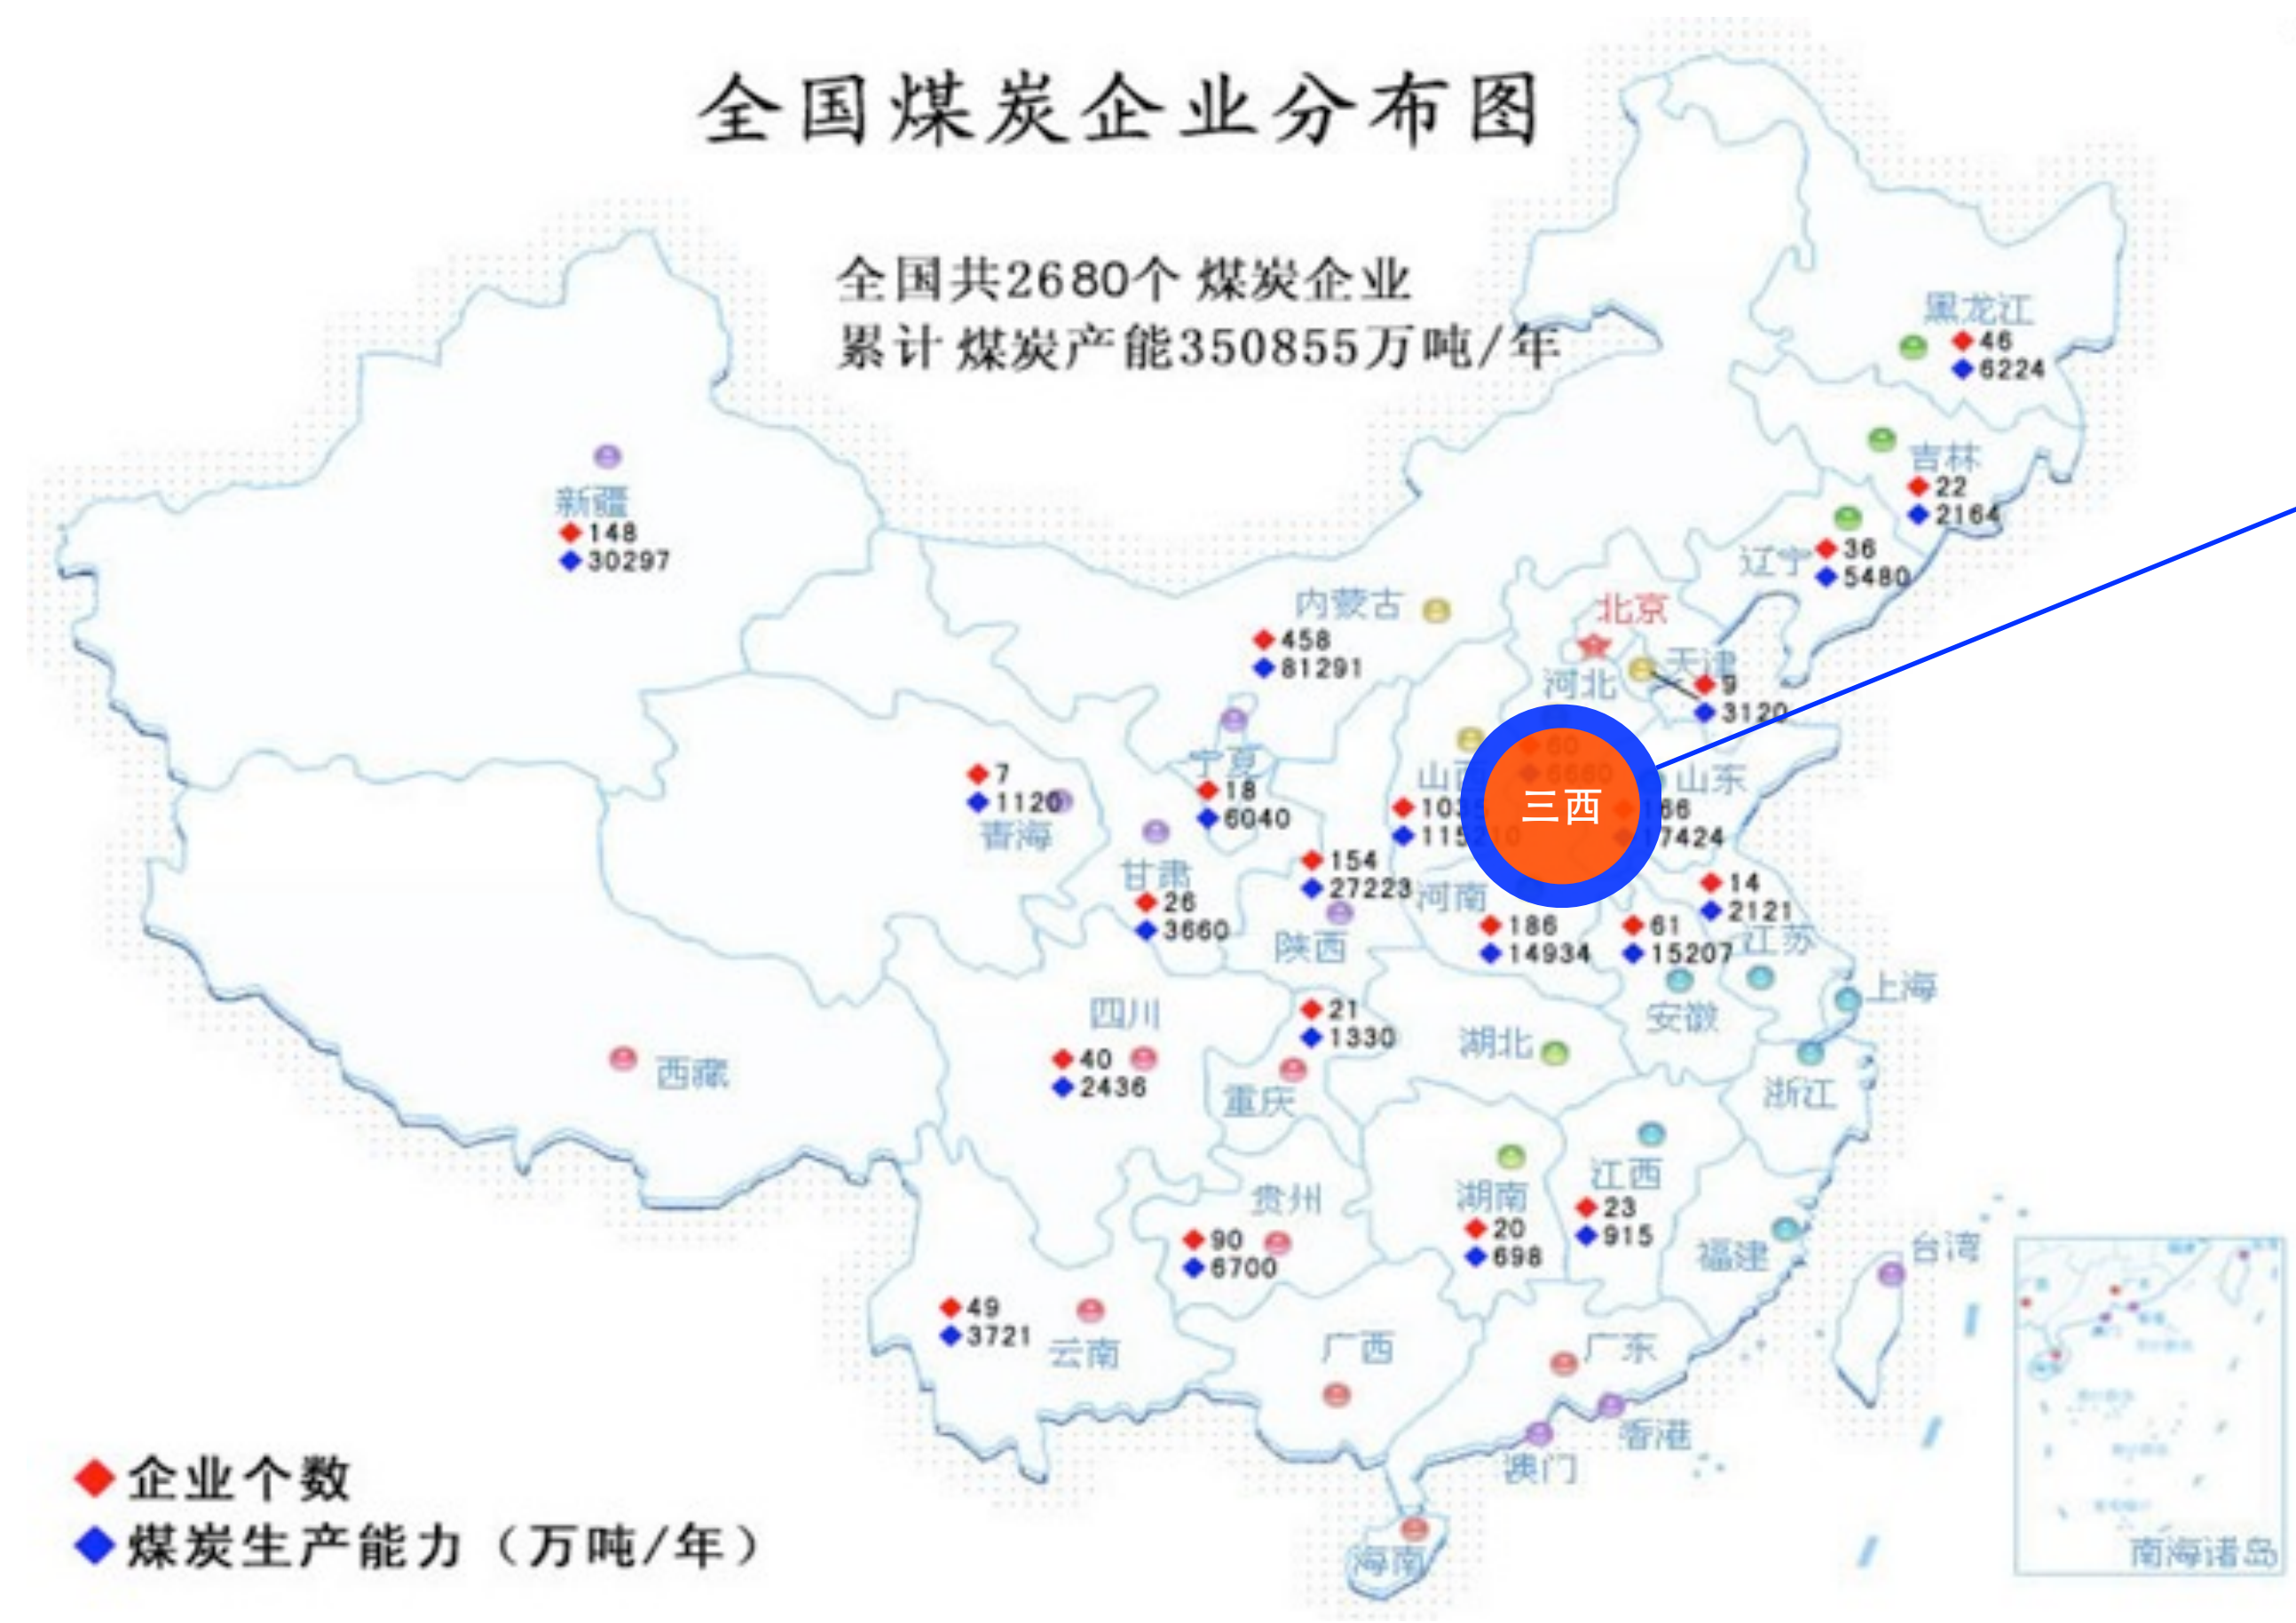 全国煤炭企业分布图
全国共2680个 煤炭企业
累计 煤炭产能350855万吨/年
黑龙江
46
6224
吉林
22
2164
辽宁
36
5480
新疆
148
30297
内蒙古
458
81291
北京
天津
9
3120
河北
60
6680
三西
山西
山东
17424
宁夏
18
6040
7
1120
青海
甘肃
26
3660
154
27223
陕西
河南
186
14934
61
15207
安徽
14
2121
江苏
上海
四川
40
2436
21
1330
重庆
湖北
浙江
西藏
贵州
90
6700
湖南
20
698
江西
23
915
福建
台湾
49
3721
云南
广西
广东
香港
澳门
海南
南海诸岛
企业个数
煤炭生产能力（万吨/年）